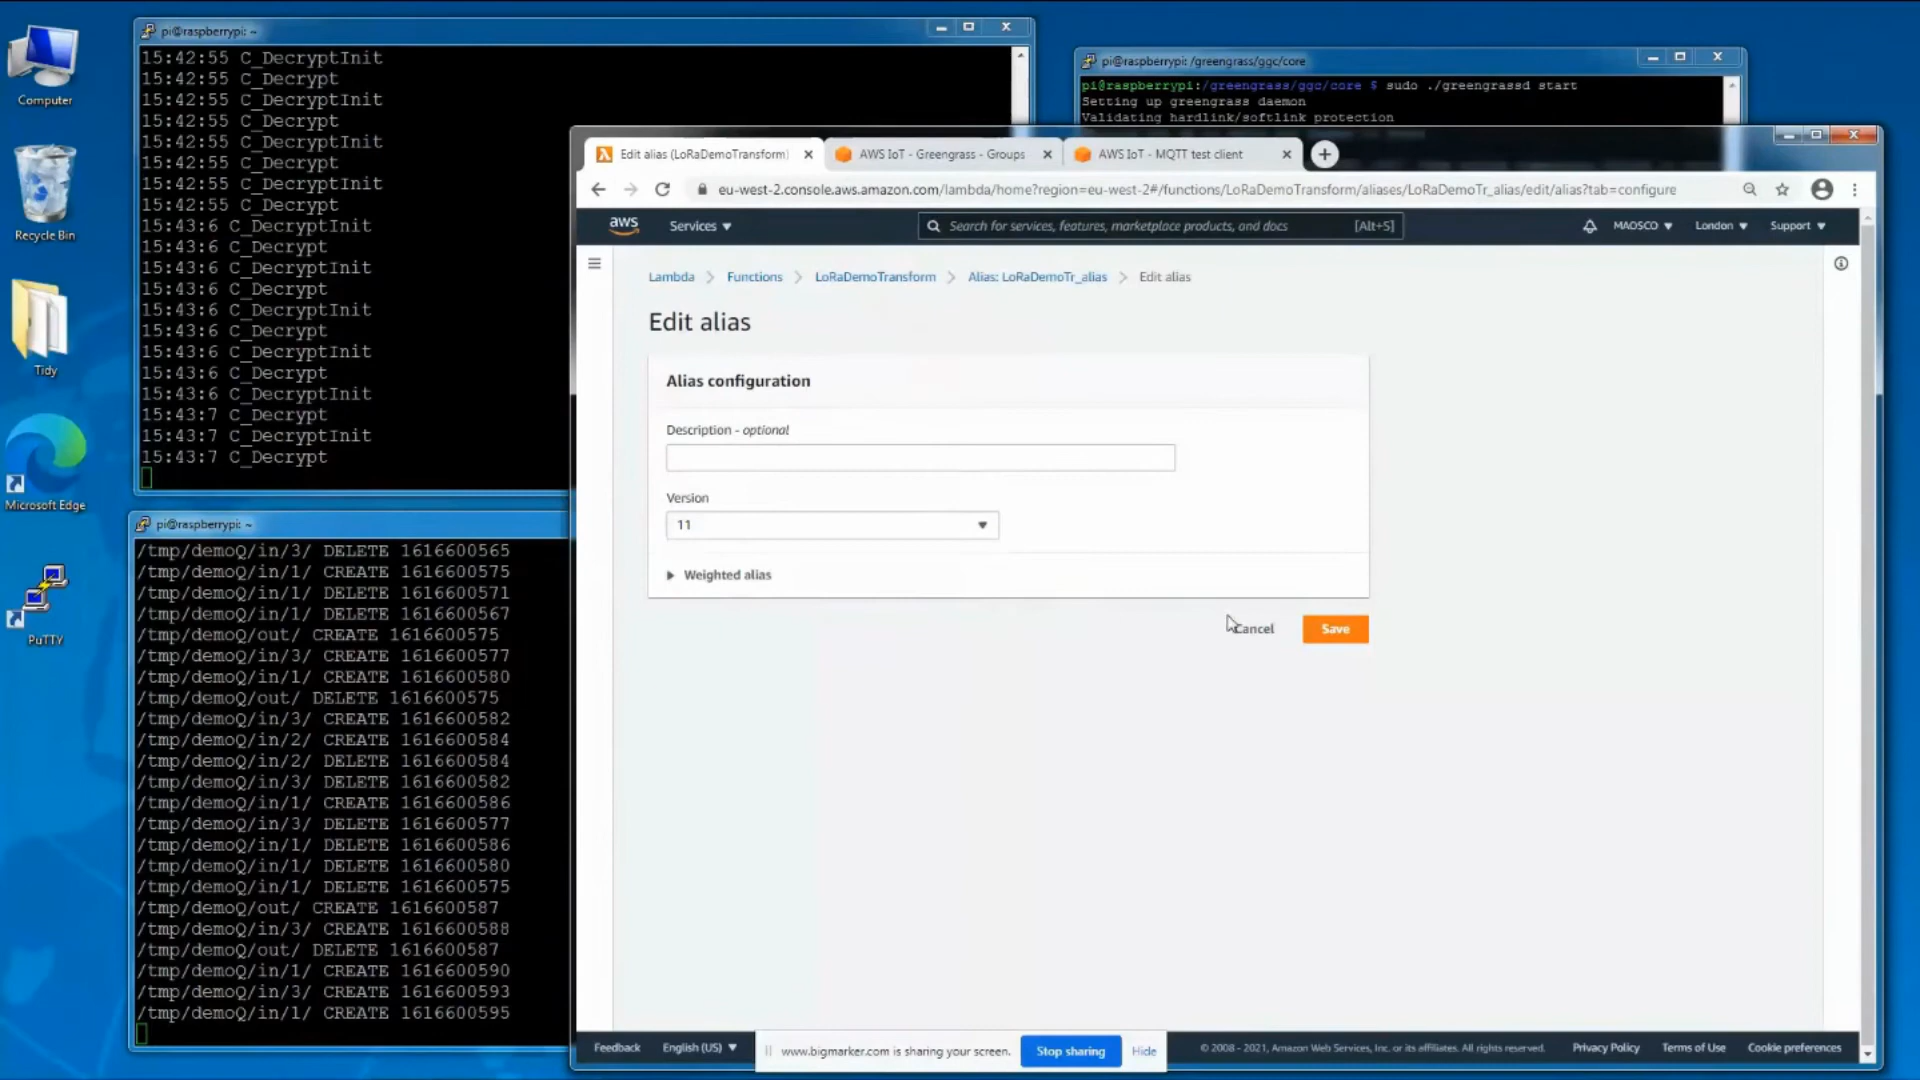 Computer
Recycle Bin
Tidy
Microsoft Edge
PuTTY
pi@raspberrypi: ~
15:42:55 C_DecryptInit
15:42:55 C_Decrypt
15:42:55 C_DecryptInit
15:42:55 C_Decrypt
15:42:55 C_DecryptInit
15:42:55 C_Decrypt
15:42:55 C_DecryptInit
15:42:55 C_Decrypt
15:43:6 C_DecryptInit
15:43:6 C_Decrypt
15:43:6 C_DecryptInit
15:43:6 C_Decrypt
15:43:6 C_DecryptInit
15:43:6 C_Decrypt
15:43:6 C_DecryptInit
15:43:6 C_Decrypt
15:43:6 C_DecryptInit
15:43:7 C_Decrypt
15:43:7 C_DecryptInit
15:43:7 C_Decrypt
pi@raspberrypi: ~
/tmp/demoQ/in/3/ DELETE 1616600565
/tmp/demoQ/in/1/ CREATE 1616600575
/tmp/demoQ/in/1/ DELETE 1616600571
/tmp/demoQ/in/1/ DELETE 1616600567
/tmp/demoQ/out/ CREATE 1616600575
/tmp/demoQ/in/3/ CREATE 1616600577
/tmp/demoQ/in/1/ CREATE 1616600580
/tmp/demoQ/out/ DELETE 1616600575
/tmp/demoQ/in/3/ CREATE 1616600582
/tmp/demoQ/in/2/ CREATE 1616600584
/tmp/demoQ/in/2/ DELETE 1616600584
/tmp/demoQ/in/3/ DELETE 1616600582
/tmp/demoQ/in/1/ CREATE 1616600586
/tmp/demoQ/in/3/ DELETE 1616600577
/tmp/demoQ/in/1/ DELETE 1616600586
/tmp/demoQ/in/1/ DELETE 1616600580
/tmp/demoQ/in/1/ DELETE 1616600575
/tmp/demoQ/out/ CREATE 1616600587
/tmp/demoQ/in/3/ CREATE 1616600588
/tmp/demoQ/out/ DELETE 1616600587
/tmp/demoQ/in/1/ CREATE 1616600590
/tmp/demoQ/in/3/ CREATE 1616600593
/tmp/demoQ/in/1/ CREATE 1616600595
pi@raspberrypi: /greengrass/ggc/core
pi@raspberrypi:/greengrass/ggc/core $ sudo ./greengrassd start
Setting up greengrass daemon
Validating hardlink/softlink protection
Edit alias (LoRaDemoTransform) AWS IoT - Greengrass - Groups AWS IoT - MQTT test client
eu-west-2.console.aws.amazon.com/lambda/home?region=eu-west-2#/functions/LoRaDemoTransform/aliases/LoRaDemoTr_alias/edit/alias?tab=configure
aws Services Search for services, features, marketplace products, and docs [Alt+S] MAOSCO London Support
Lambda Functions LoRaDemoTransform Alias: LoRaDemoTr_alias Edit alias
Edit alias
Alias configuration
Description - optional
Version
11
Weighted alias
Cancel Save
Feedback English (US) www.bigmarker.com is sharing your screen. Stop sharing Hide © 2008 - 2021, Amazon Web Services, Inc. or its affiliates. All rights reserved. Privacy Policy Terms of Use Cookie preferences